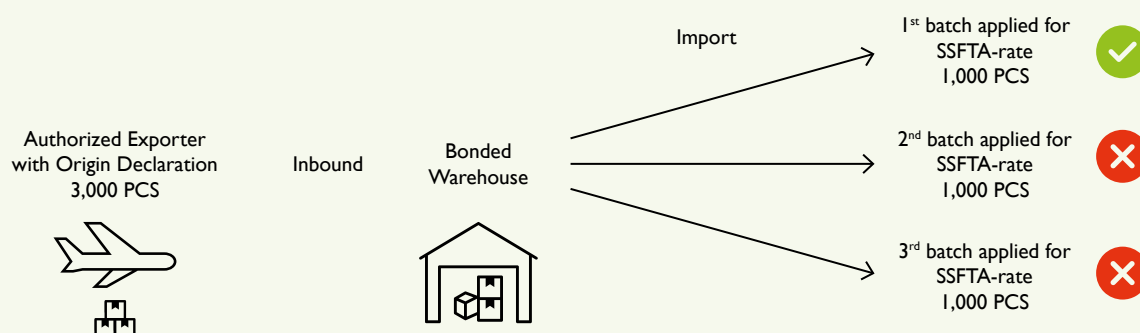 Authorized Exporter
with Origin Declaration
3,000 PCS
Inbound
Bonded
Warehouse
Import
1st batch applied for
SSFTA-rate
1,000 PCS
2nd batch applied for
SSFTA-rate
1,000 PCS
3rd batch applied for
SSFTA-rate
1,000 PCS